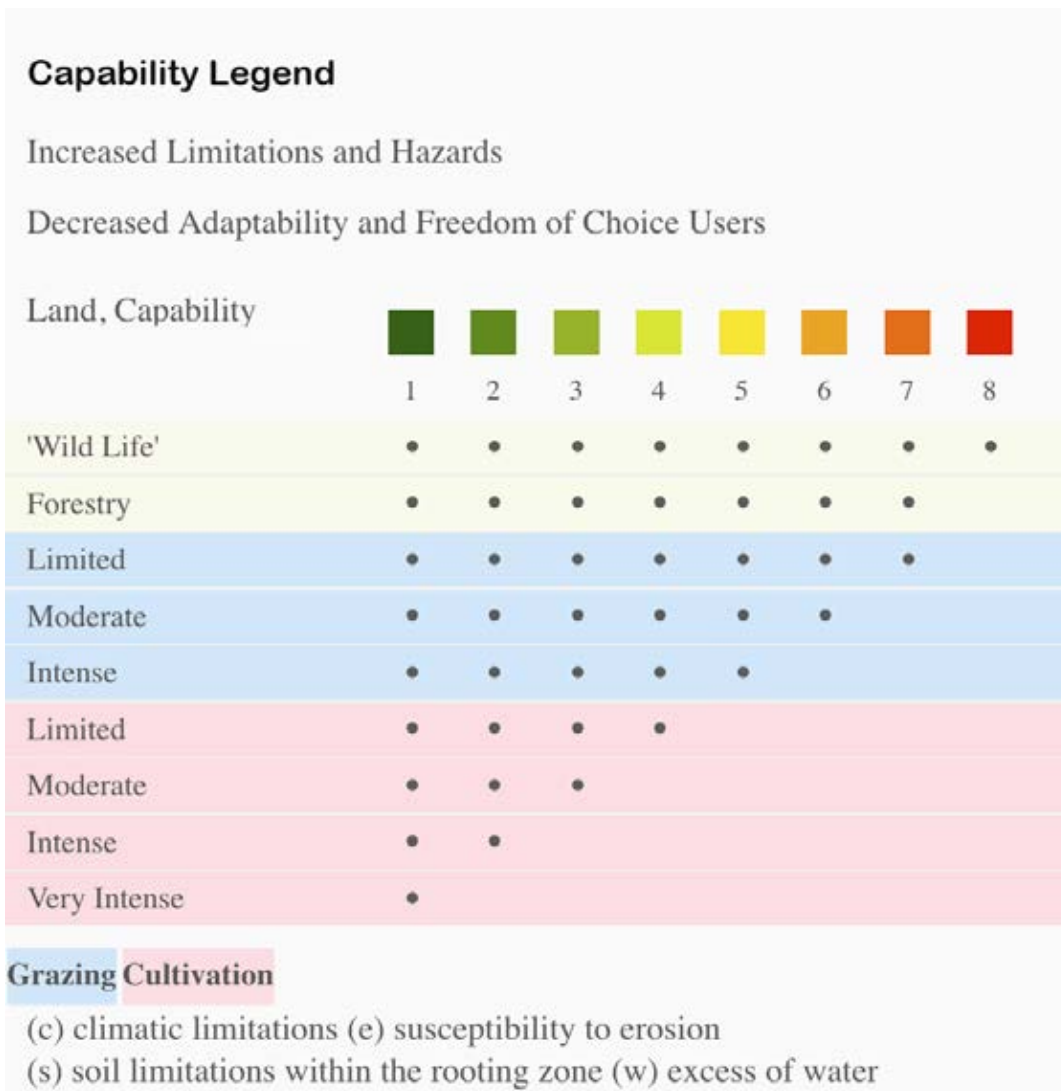 Capability Legend
Increased Limitations and Hazards
Decreased Adaptability and Freedom of Choice Users
Land, Capability
1 2 3 4 5 6 7 8
'Wild Life'
Forestry
Limited
Moderate
Intense
Limited
Moderate
Intense
Very Intense
Grazing Cultivation
(c) climatic limitations (e) susceptibility to erosion
(s) soil limitations within the rooting zone (w) excess of water